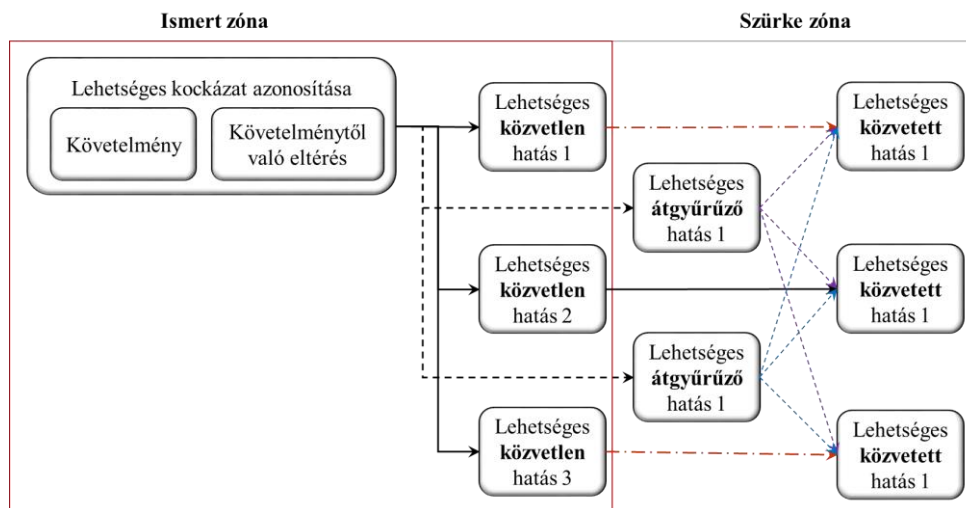 Ismert zóna
Szürke zóna
Lehetséges kockázat azonosítása
Követelmény
Követelménytől
való eltérés
Lehetséges
közvetlen
hatás 1
Lehetséges
közvetett
hatás 1
Lehetséges
átgyűrűző
hatás 1
Lehetséges
közvetlen
hatás 2
Lehetséges
közvetett
hatás 1
Lehetséges
átgyűrűző
hatás 1
Lehetséges
közvetlen
hatás 3
Lehetséges
közvetett
hatás 1